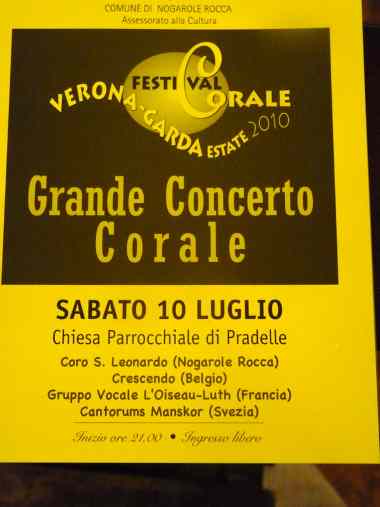 COMUNE DI NOGAROLE ROCCA
Assessorato alla Cultura
FESTIVAL CORALE
VERONA-GARDA ESTATE 2010
Grande Concerto
Corale
SABATO 10 LUGLIO
Chiesa Parrocchiale di Pradelle
Coro S. Leonardo (Nogarole Rocca)
Crescendo (Belgio)
Gruppo Vocale L'Oiseau-Luth (Francia)
Cantorums Manskor (Svezia)
Inizio ore 21,00 • Ingresso libero